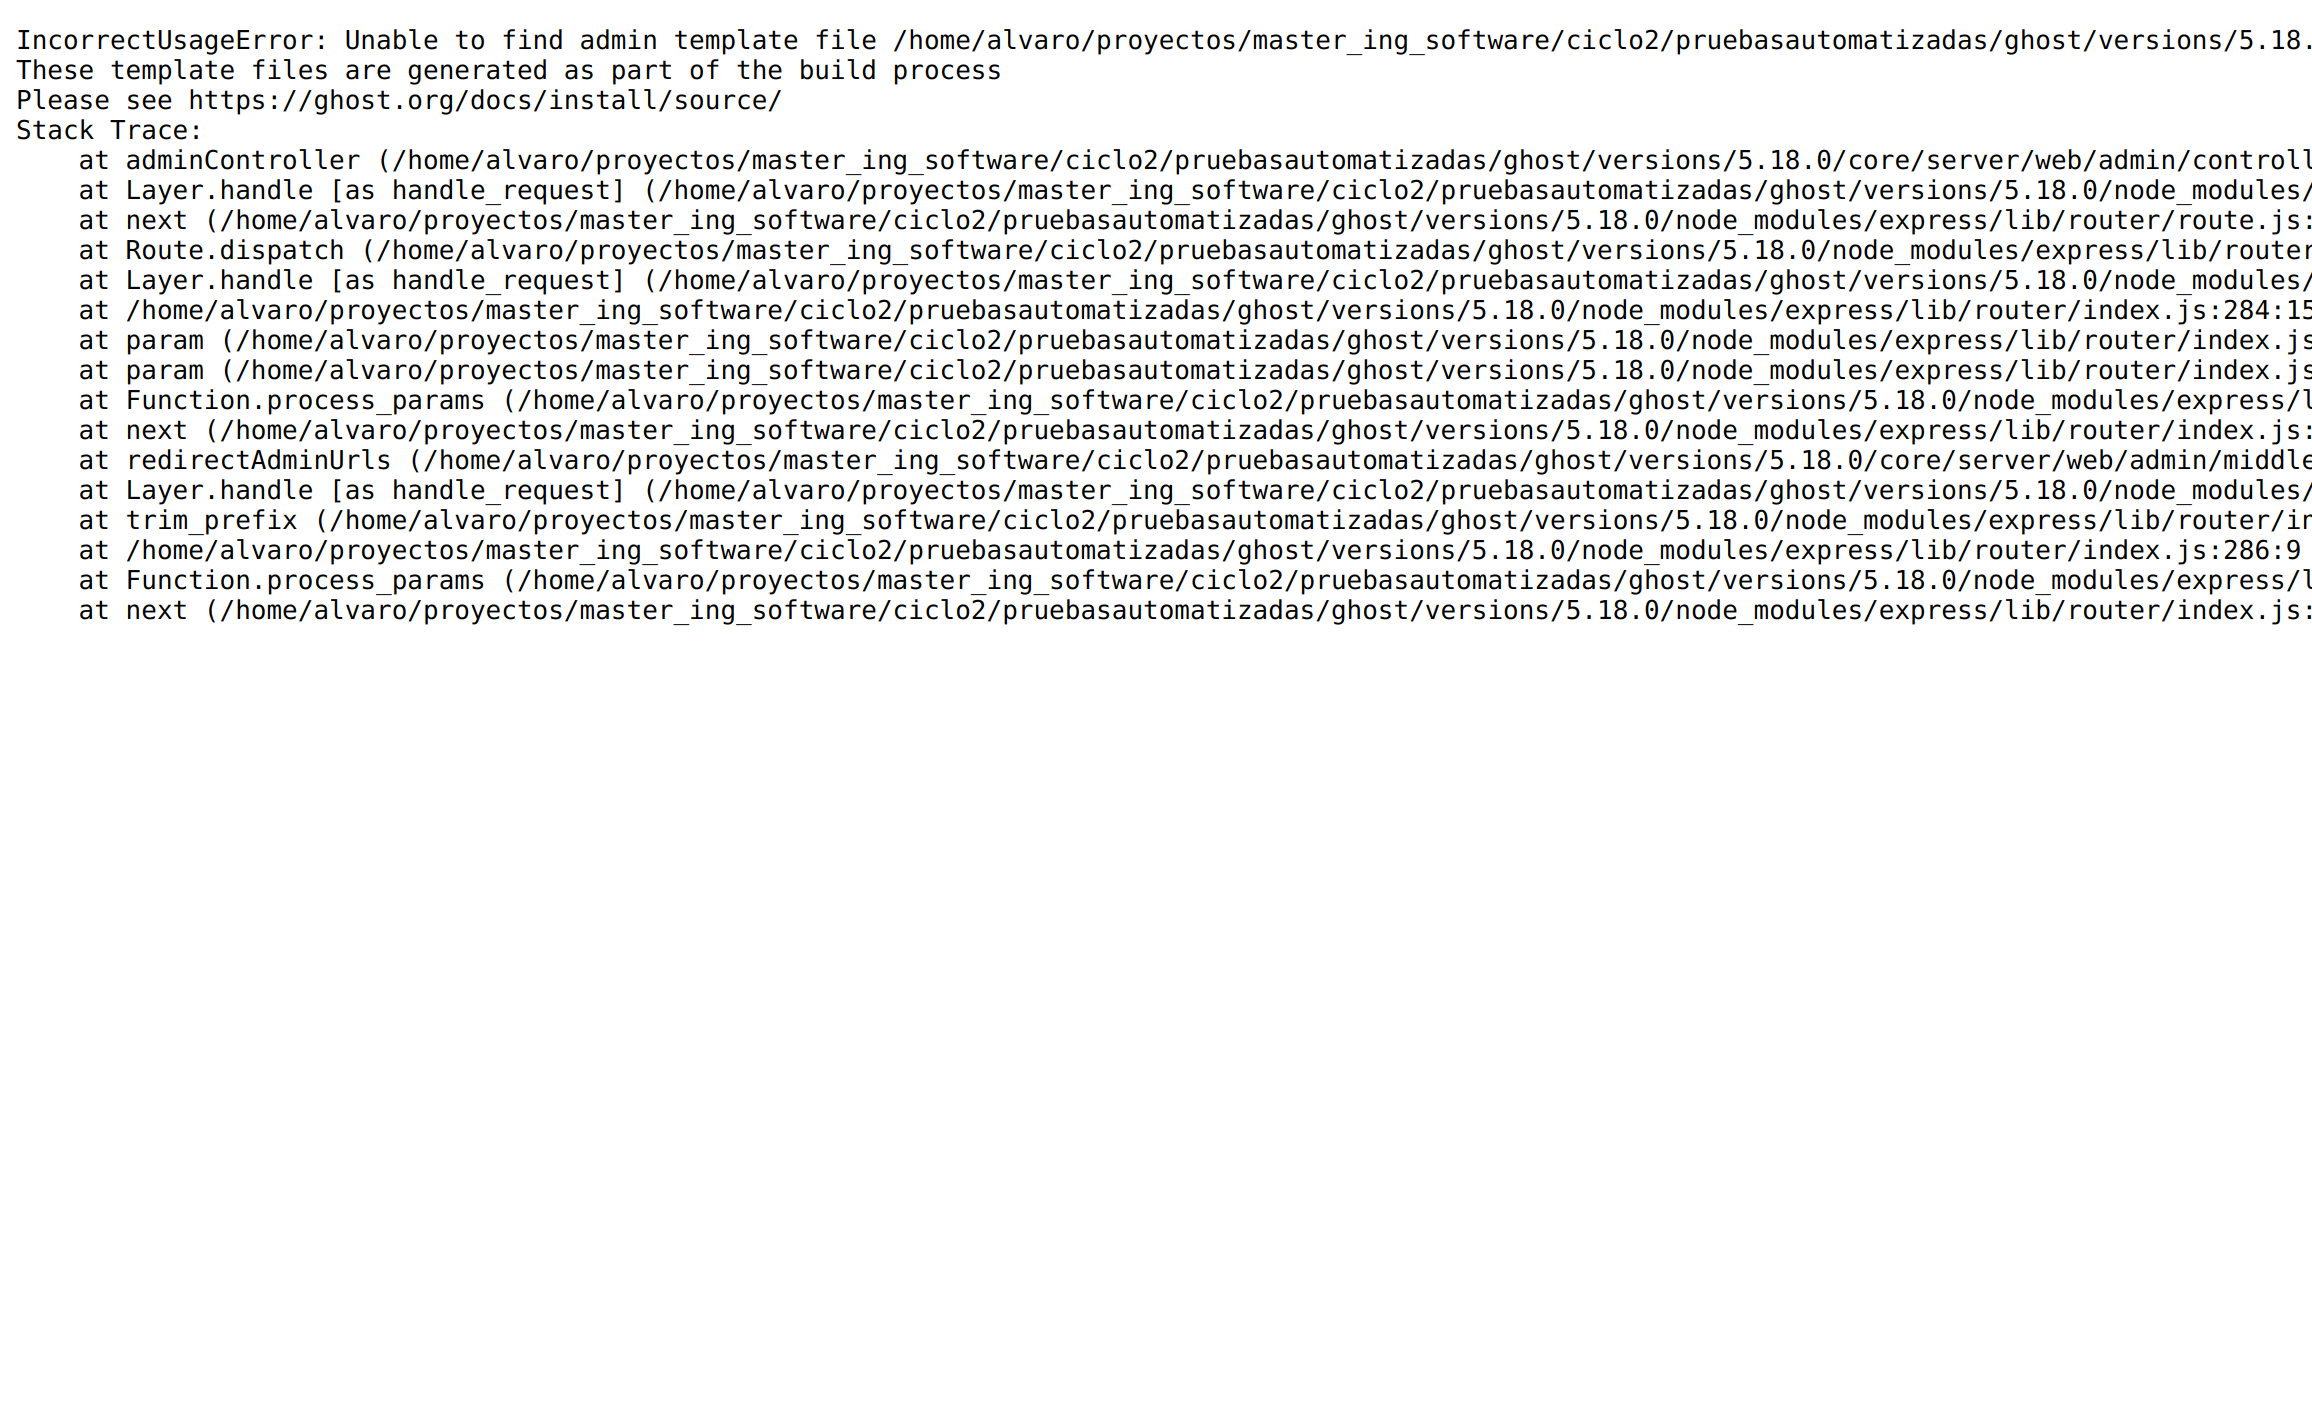 IncorrectUsageError: Unable to find admin template file /home/alvaro/proyectos/master_ing_software/ciclo2/pruebasautomatizadas/ghost/versions/5.18.
These template files are generated as part of the build process
Please see https://ghost.org/docs/install/source/
Stack Trace:
    at adminController (/home/alvaro/proyectos/master_ing_software/ciclo2/pruebasautomatizadas/ghost/versions/5.18.0/core/server/web/admin/controll
    at Layer.handle [as handle_request] (/home/alvaro/proyectos/master_ing_software/ciclo2/pruebasautomatizadas/ghost/versions/5.18.0/node_modules/
    at next (/home/alvaro/proyectos/master_ing_software/ciclo2/pruebasautomatizadas/ghost/versions/5.18.0/node_modules/express/lib/router/route.js:
    at Route.dispatch (/home/alvaro/proyectos/master_ing_software/ciclo2/pruebasautomatizadas/ghost/versions/5.18.0/node_modules/express/lib/router
    at Layer.handle [as handle_request] (/home/alvaro/proyectos/master_ing_software/ciclo2/pruebasautomatizadas/ghost/versions/5.18.0/node_modules/
    at /home/alvaro/proyectos/master_ing_software/ciclo2/pruebasautomatizadas/ghost/versions/5.18.0/node_modules/express/lib/router/index.js:284:15
    at param (/home/alvaro/proyectos/master_ing_software/ciclo2/pruebasautomatizadas/ghost/versions/5.18.0/node_modules/express/lib/router/index.js
    at param (/home/alvaro/proyectos/master_ing_software/ciclo2/pruebasautomatizadas/ghost/versions/5.18.0/node_modules/express/lib/router/index.js
    at Function.process_params (/home/alvaro/proyectos/master_ing_software/ciclo2/pruebasautomatizadas/ghost/versions/5.18.0/node_modules/express/l
    at next (/home/alvaro/proyectos/master_ing_software/ciclo2/pruebasautomatizadas/ghost/versions/5.18.0/node_modules/express/lib/router/index.js:
    at redirectAdminUrls (/home/alvaro/proyectos/master_ing_software/ciclo2/pruebasautomatizadas/ghost/versions/5.18.0/core/server/web/admin/middle
    at Layer.handle [as handle_request] (/home/alvaro/proyectos/master_ing_software/ciclo2/pruebasautomatizadas/ghost/versions/5.18.0/node_modules/
    at trim_prefix (/home/alvaro/proyectos/master_ing_software/ciclo2/pruebasautomatizadas/ghost/versions/5.18.0/node_modules/express/lib/router/in
    at /home/alvaro/proyectos/master_ing_software/ciclo2/pruebasautomatizadas/ghost/versions/5.18.0/node_modules/express/lib/router/index.js:286:9
    at Function.process_params (/home/alvaro/proyectos/master_ing_software/ciclo2/pruebasautomatizadas/ghost/versions/5.18.0/node_modules/express/l
    at next (/home/alvaro/proyectos/master_ing_software/ciclo2/pruebasautomatizadas/ghost/versions/5.18.0/node_modules/express/lib/router/index.js: